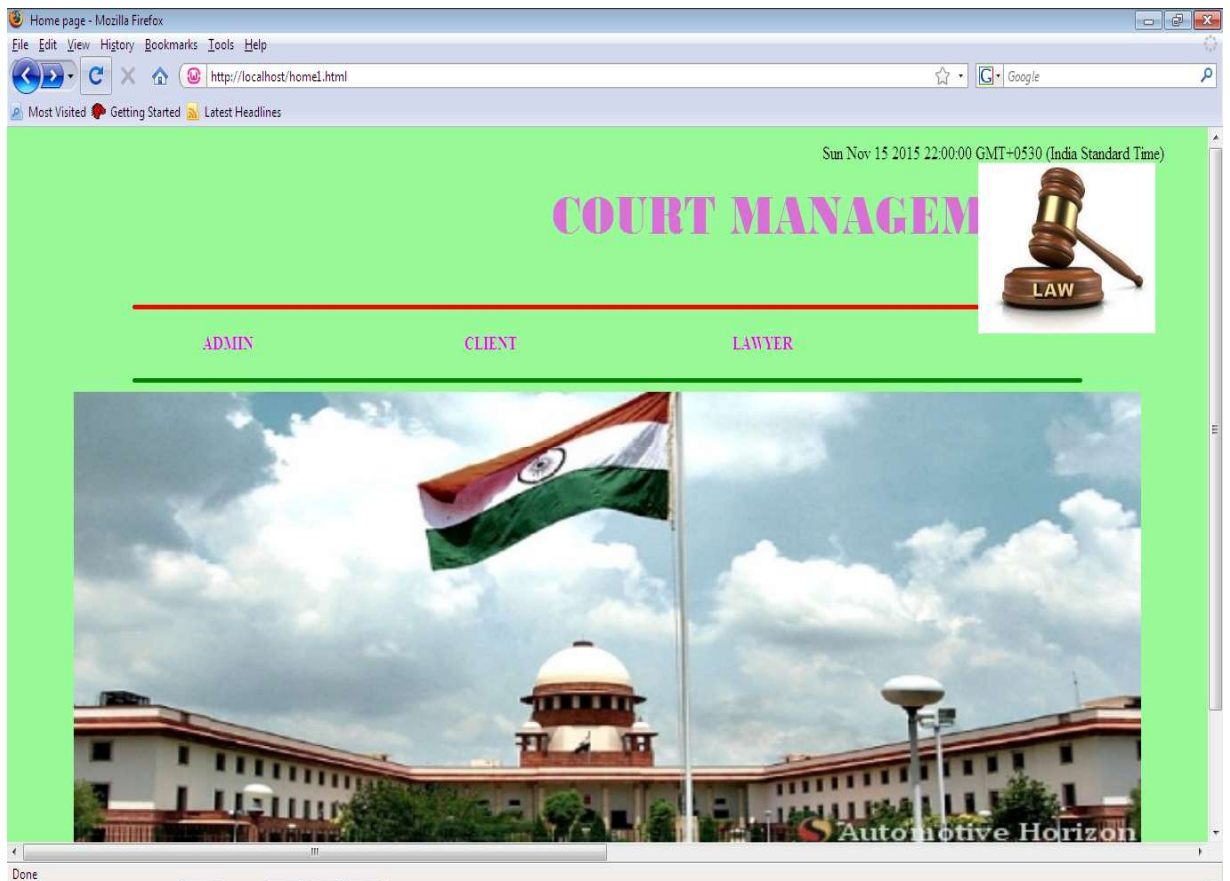 Home page - Mozilla Firefox
File Edit View History Bookmarks Tools Help
http://localhost/home1.html
G Google
Most Visited Getting Started Latest Headlines
Sun Nov 15 2015 22:00:00 GMT+0530 (India Standard Time)
COURT MANAGEM
LAW
ADMIN CLIENT LAWYER
Automotive Horizon
Done